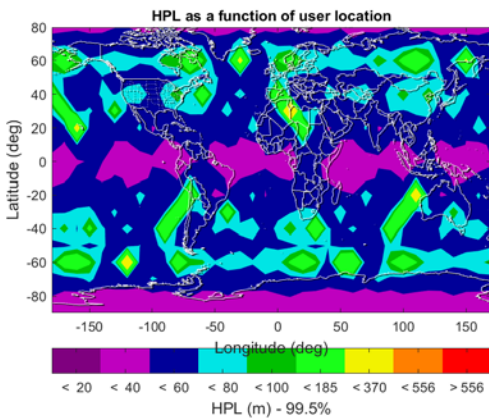 HPL as a function of user location
80
60
40
20
0
-20
-40
-60
-80
Latitude (deg)
-150 -100 -50 0 50 100 150
Longitude (deg)
< 20 < 40 < 60 < 80 < 100 < 185 < 370 < 556 > 556
HPL (m) - 99.5%